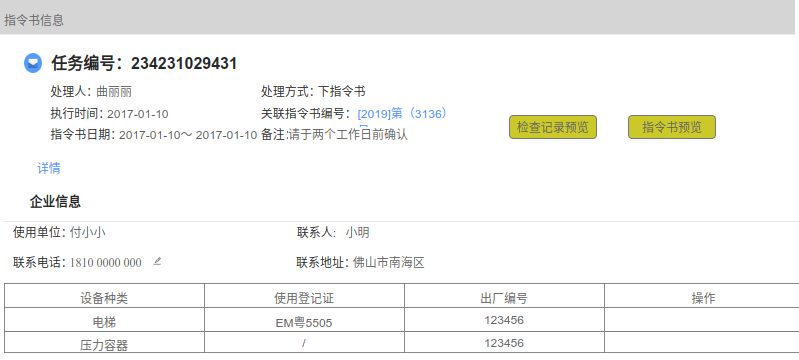 指令书信息
任务编号：234231029431
处理人：曲丽丽 处理方式：下指令书
执行时间：2017-01-10 关联指令书编号：[2019]第（3136）
指令书日期：2017-01-10～ 2017-01-10 备注:请于两个工作日前确认
检查记录预览 指令书预览
详情
企业信息
使用单位：付小小 联系人： 小明
联系电话：1810 0000 000 联系地址：佛山市南海区
设备种类 使用登记证 出厂编号 操作
电梯 EM粤5505 123456
压力容器 / 123456